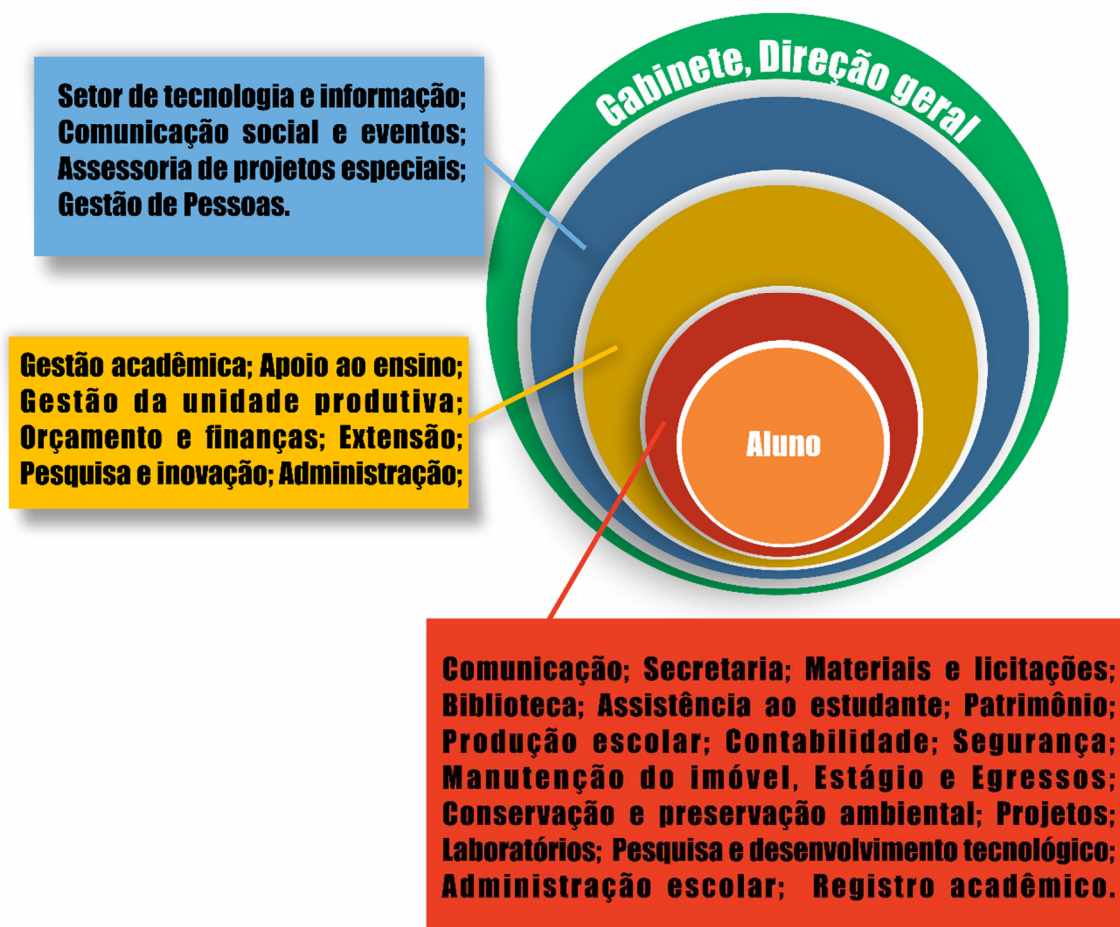 Gabinete, Direção geral
Setor de tecnologia e informação;
Comunicação social e eventos;
Assessoria de projetos especiais;
Gestão de Pessoas.
Gestão acadêmica; Apoio ao ensino;
Gestão da unidade produtiva;
Orçamento e finanças; Extensão;
Pesquisa e inovação; Administração;
Aluno
Comunicação; Secretaria; Materiais e licitações;
Biblioteca; Assistência ao estudante; Patrimônio;
Produção escolar; Contabilidade; Segurança;
Manutenção do imóvel, Estágio e Egressos;
Conservação e preservação ambiental; Projetos;
Laboratórios; Pesquisa e desenvolvimento tecnológico;
Administração escolar; Registro acadêmico.